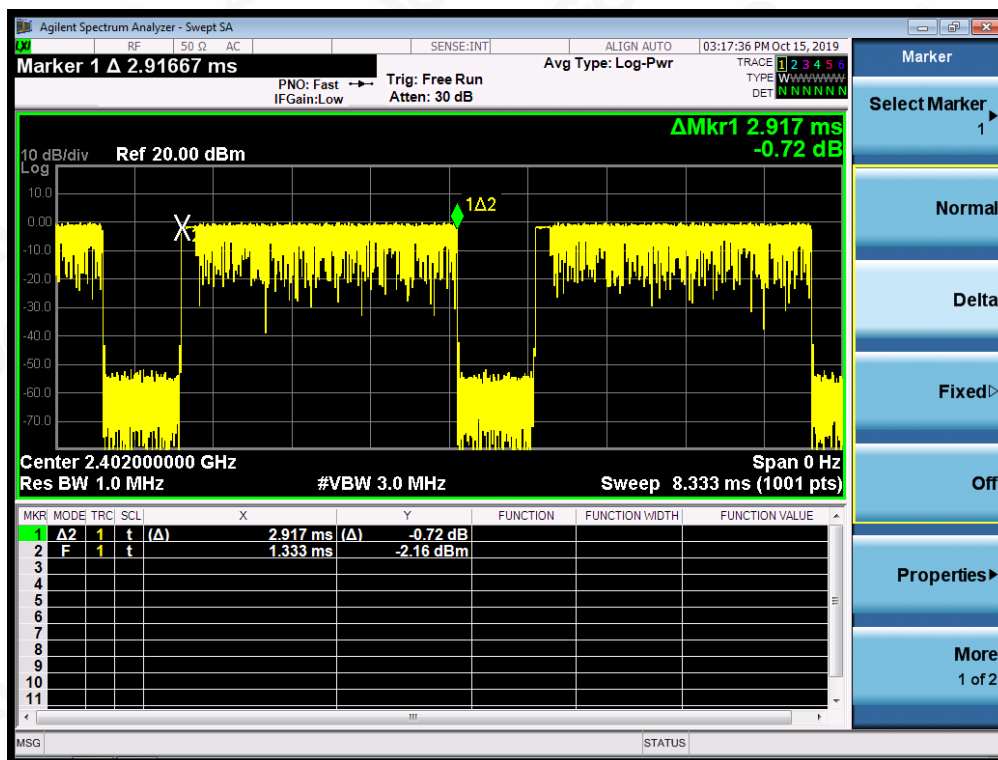 Agilent Spectrum Analyzer - Swept SA
LXI RF 50 Ω AC SENSE:INT ALIGN AUTO 03:17:36 PM Oct 15, 2019
Marker 1 Δ 2.91667 ms
PNO: Fast
IFGain:Low
Trig: Free Run
Atten: 30 dB
Avg Type: Log-Pwr
TRACE 1 2 3 4 5 6
TYPE WWWWWWW
DET N N N N N N
ΔMkr1 2.917 ms
-0.72 dB
10 dB/div Ref 20.00 dBm
Log
10.0
0.00
-10.0
-20.0
-30.0
-40.0
-50.0
-60.0
-70.0
1Δ2
Center 2.402000000 GHz Span 0 Hz
Res BW 1.0 MHz #VBW 3.0 MHz Sweep 8.333 ms (1001 pts)
MKR MODE TRC SCL X Y FUNCTION FUNCTION WIDTH FUNCTION VALUE
1 Δ2 1 t (Δ) 2.917 ms (Δ) -0.72 dB
2 F 1 t 1.333 ms -2.16 dBm
3
4
5
6
7
8
9
10
11
MSG STATUS
Marker
Select Marker
1
Normal
Delta
Fixed
Off
Properties
More
1 of 2